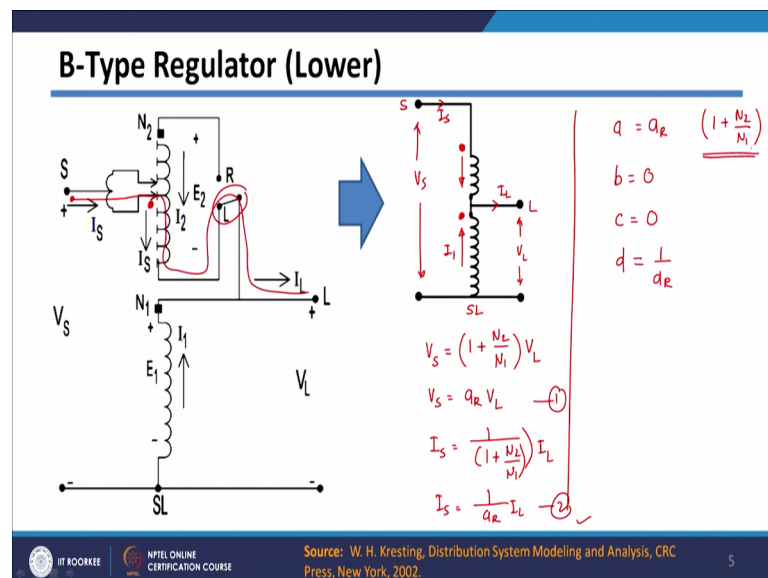 B-Type Regulator (Lower)
N2
S
+
IS
+
E2
I2
-
R
L
IS
IL
L
+
N1
+
E1
I1
-
VS
VL
-
SL
-
S
IS
VS
IL
L
I1
VL
SL
VS = (1 + N2/N1) VL
VS = aR VL —①
IS = 1/(1 + N2/N1) IL
IS = 1/aR IL —②
a = aR (1 + N2/N1)
b = 0
c = 0
d = 1/aR
IIT ROORKEE
NPTEL ONLINE
CERTIFICATION COURSE
Source: W. H. Kresting, Distribution System Modeling and Analysis, CRC
Press, New York, 2002.
5